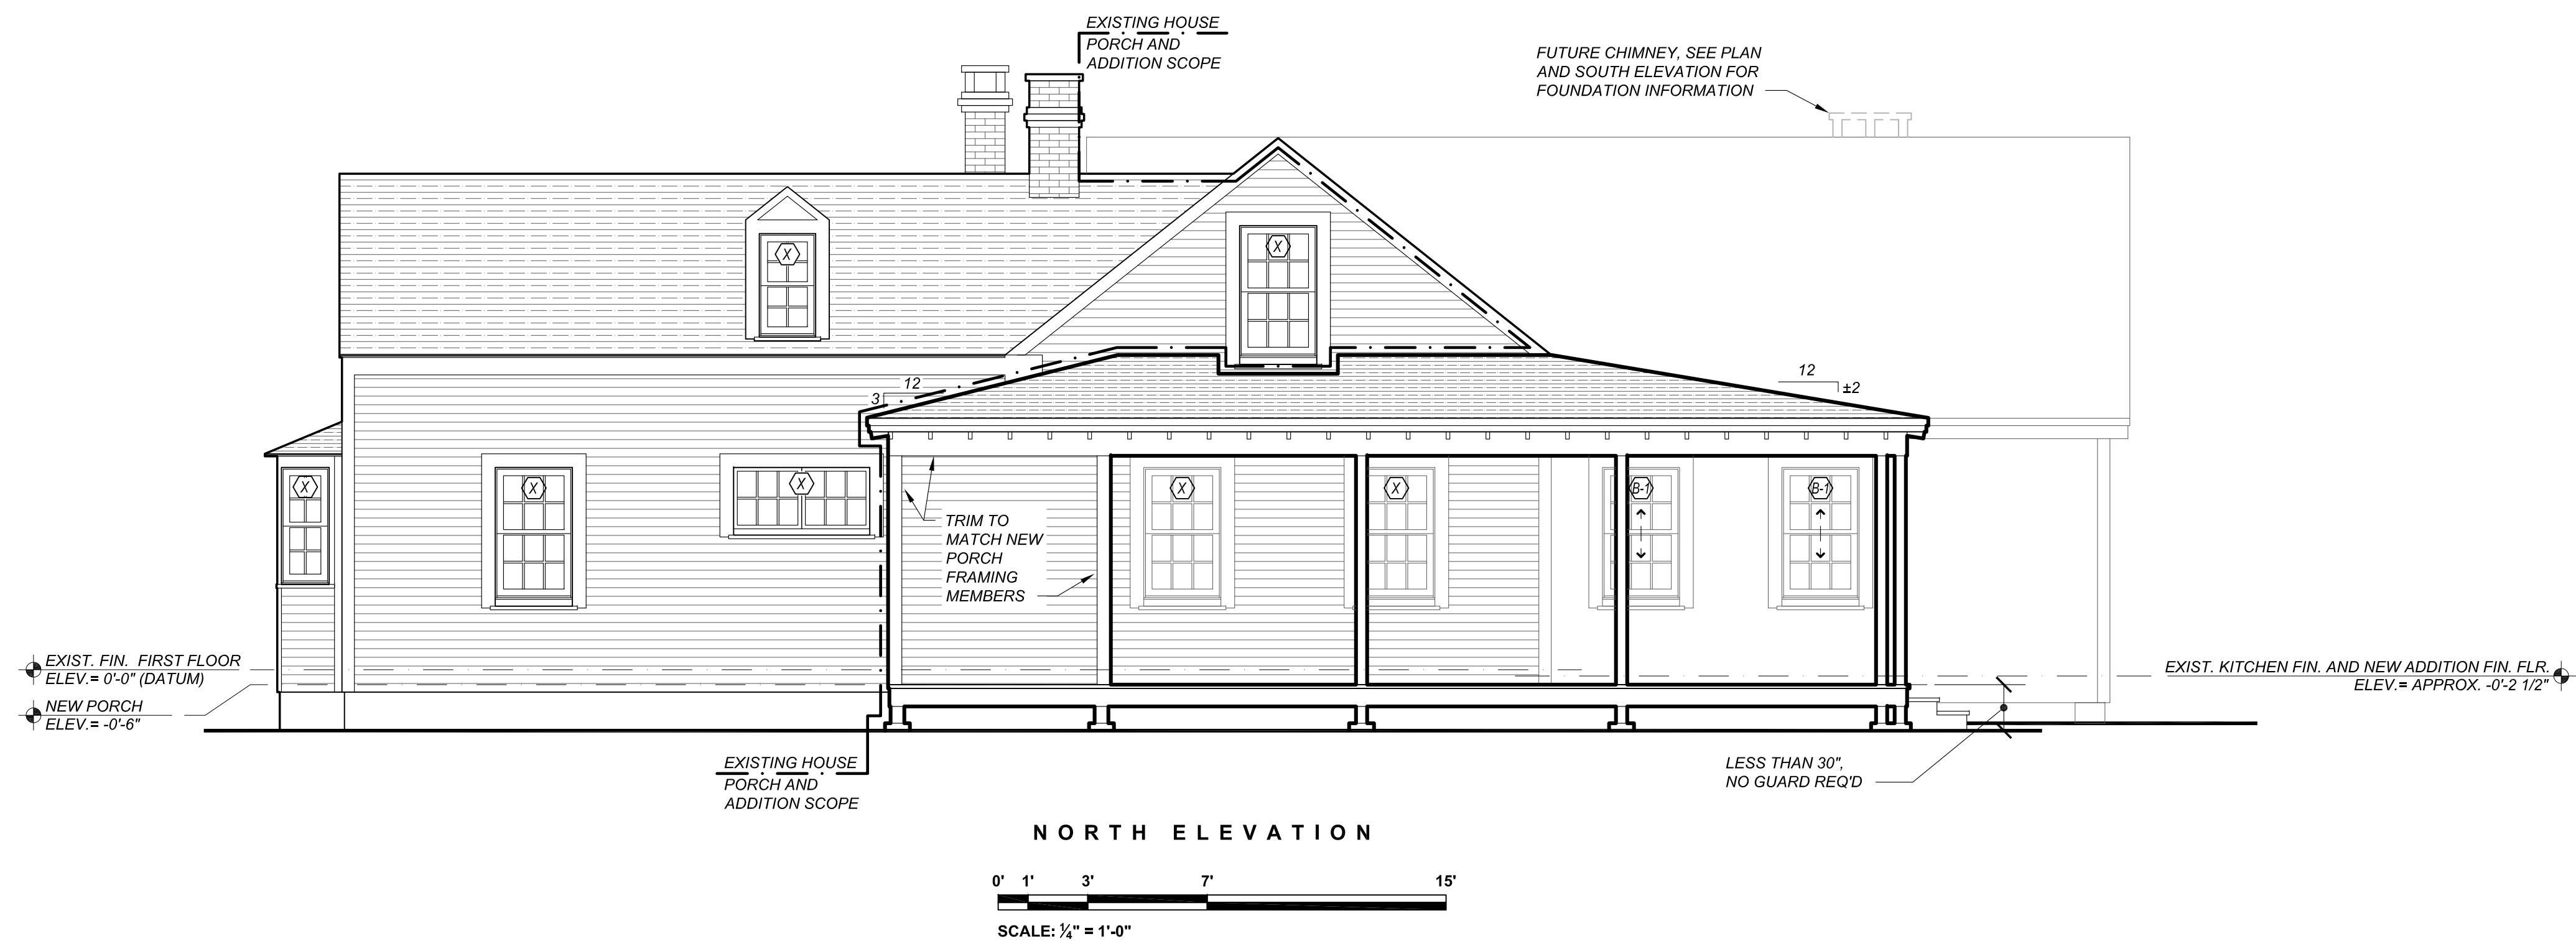 EXISTING HOUSE
PORCH AND
ADDITION SCOPE
FUTURE CHIMNEY, SEE PLAN
AND SOUTH ELEVATION FOR
FOUNDATION INFORMATION
X
X
12
3
12
±2
X
X
X
X
X
B-1
B-1
TRIM TO
MATCH NEW
PORCH
FRAMING
MEMBERS
EXIST. FIN. FIRST FLOOR
ELEV.= 0'-0" (DATUM)
NEW PORCH
ELEV.= -0'-6"
EXIST. KITCHEN FIN. AND NEW ADDITION FIN. FLR.
ELEV.= APPROX. -0'-2 1/2"
EXISTING HOUSE
PORCH AND
ADDITION SCOPE
LESS THAN 30",
NO GUARD REQ'D
NORTH ELEVATION
0' 1' 3' 7' 15'
SCALE: ¼" = 1'-0"